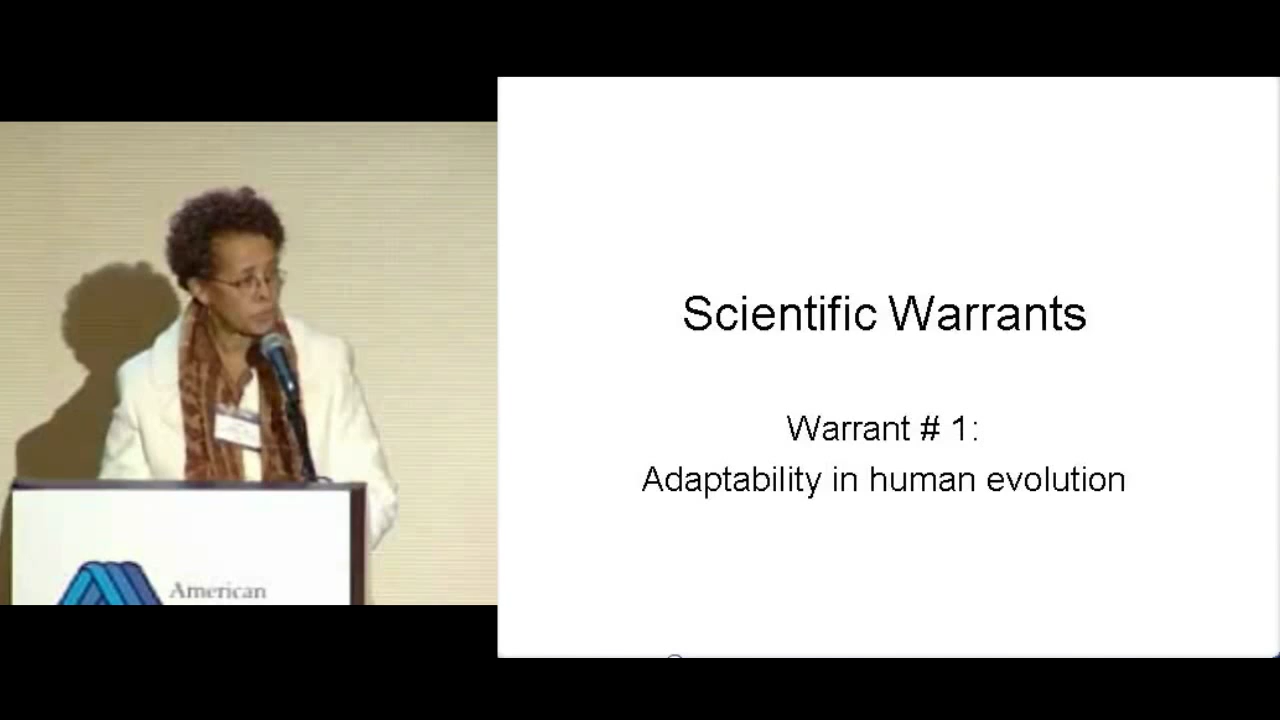 American
Scientific Warrants
Warrant # 1:
Adaptability in human evolution